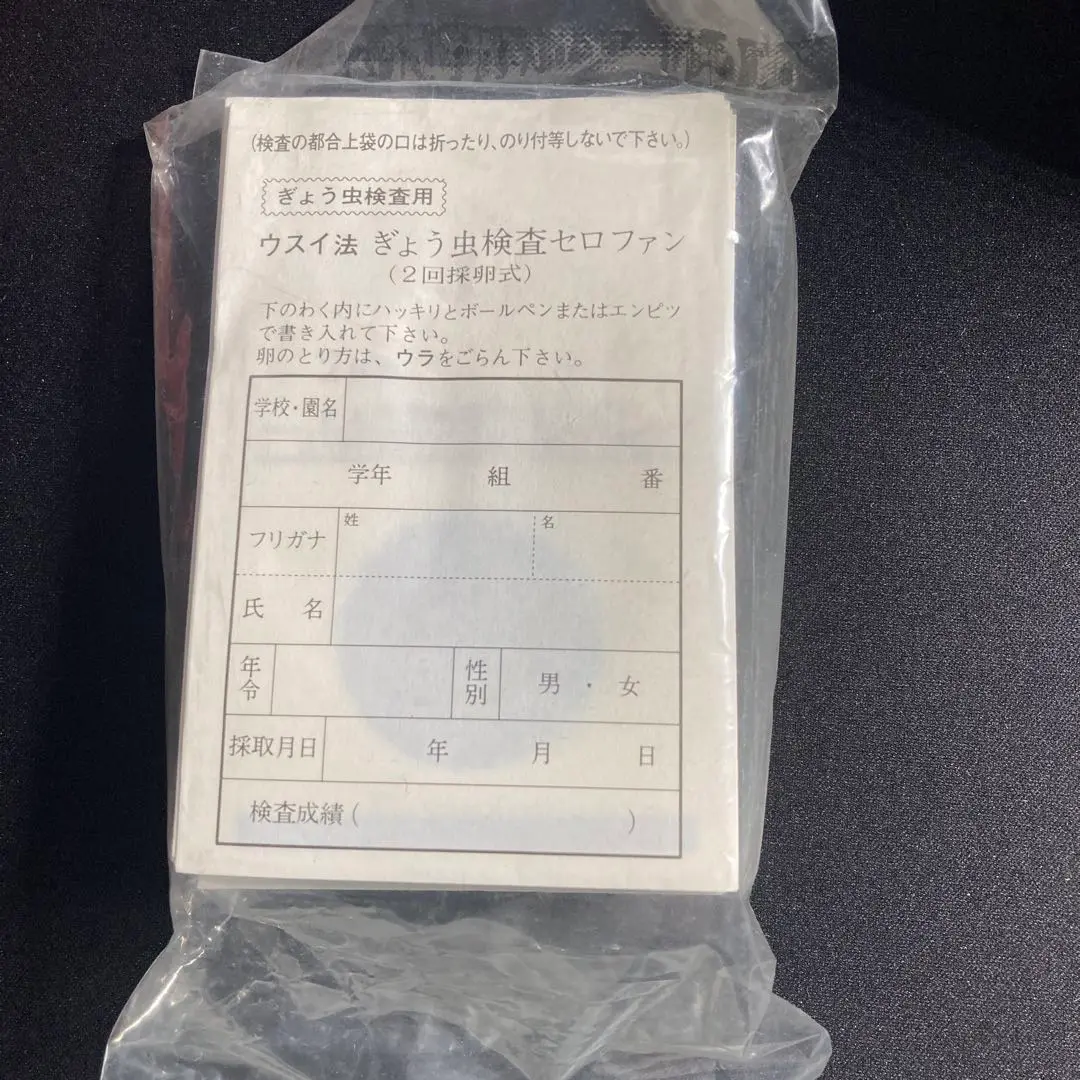 (検査の都合上袋の口は折ったり、のり付等しないで下さい。)
ぎょう虫検査用
ウスイ法 ぎょう虫検査セロファン
(2回採卵式)
下のわく内にハッキリとボールペンまたはエンピツ
で書き入れて下さい。
卵のとり方は、ウラをごらん下さい。
学校・園名
学年 組 番
フリガナ 姓 名
氏 名
年令 性別 男 ・ 女
採取月日 年 月 日
検査成績( )